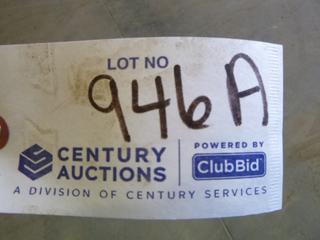 LOT NO
946A
CENTURY AUCTIONS
POWERED BY
ClubBid
A DIVISION OF CENTURY SERVICES